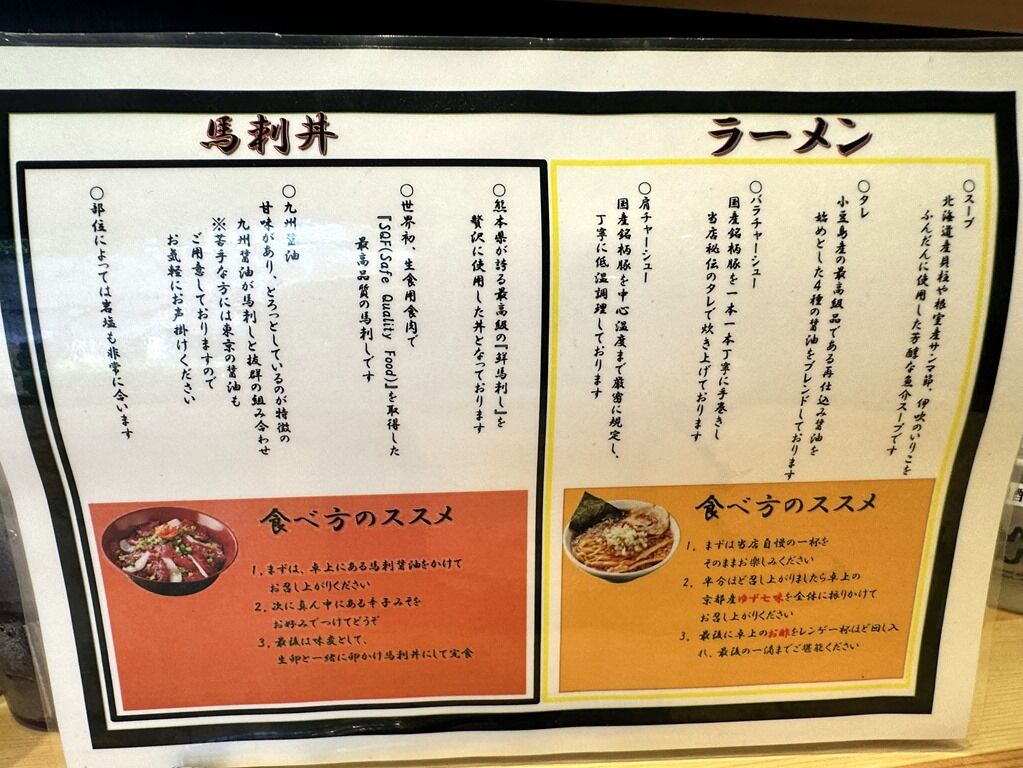 ラーメン
〇スープ
北海道産貝柱や根室産サンマ節、伊吹のいりこを
ふんだんに使用した芳醇な魚介スープです
〇タレ
小豆島産の最高級品である再仕込み醤油を
始めとした4種の醤油をブレンドしております
〇バラチャーシュー
国産銘柄豚を一本一本丁寧に手巻きし
当店秘伝のタレで炊き上げております
〇肩チャーシュー
国産銘柄豚を中心温度まで厳密に規定し、
丁寧に低温調理しております
食べ方のススメ
1. まずは当店自慢の一杯を
そのままお楽しみください
2. 半分ほど召し上がりましたら卓上の
京都産ゆず七味を全体に振りかけて
お召し上がりください
3. 最後に卓上のお酢をレンゲ一杯ほど回し入
れ、最後の一滴までご堪能ください
馬刺丼
〇熊本県が誇る最高級の『鮮馬刺し』を
贅沢に使用した丼となっております
〇世界初、生食用食肉で
『SQF(Safe Quality Food)』を取得した
最高品質の馬刺しです
〇九州醤油
甘味があり、とろっとしているのが特徴の
九州醤油が馬刺しと抜群の組み合わせ
※苦手な方には東京の醤油も
ご用意しておりますので
お気軽にお声掛けください
〇部位によっては岩塩も非常に合います
食べ方のススメ
1. まずは、卓上にある馬刺醤油をかけて
お召し上がりください
2. 次に真ん中にある辛子みそを
お好みでつけてどうぞ
3. 最後は味変として、
生卵と一緒に卵かけ馬刺丼にして完食